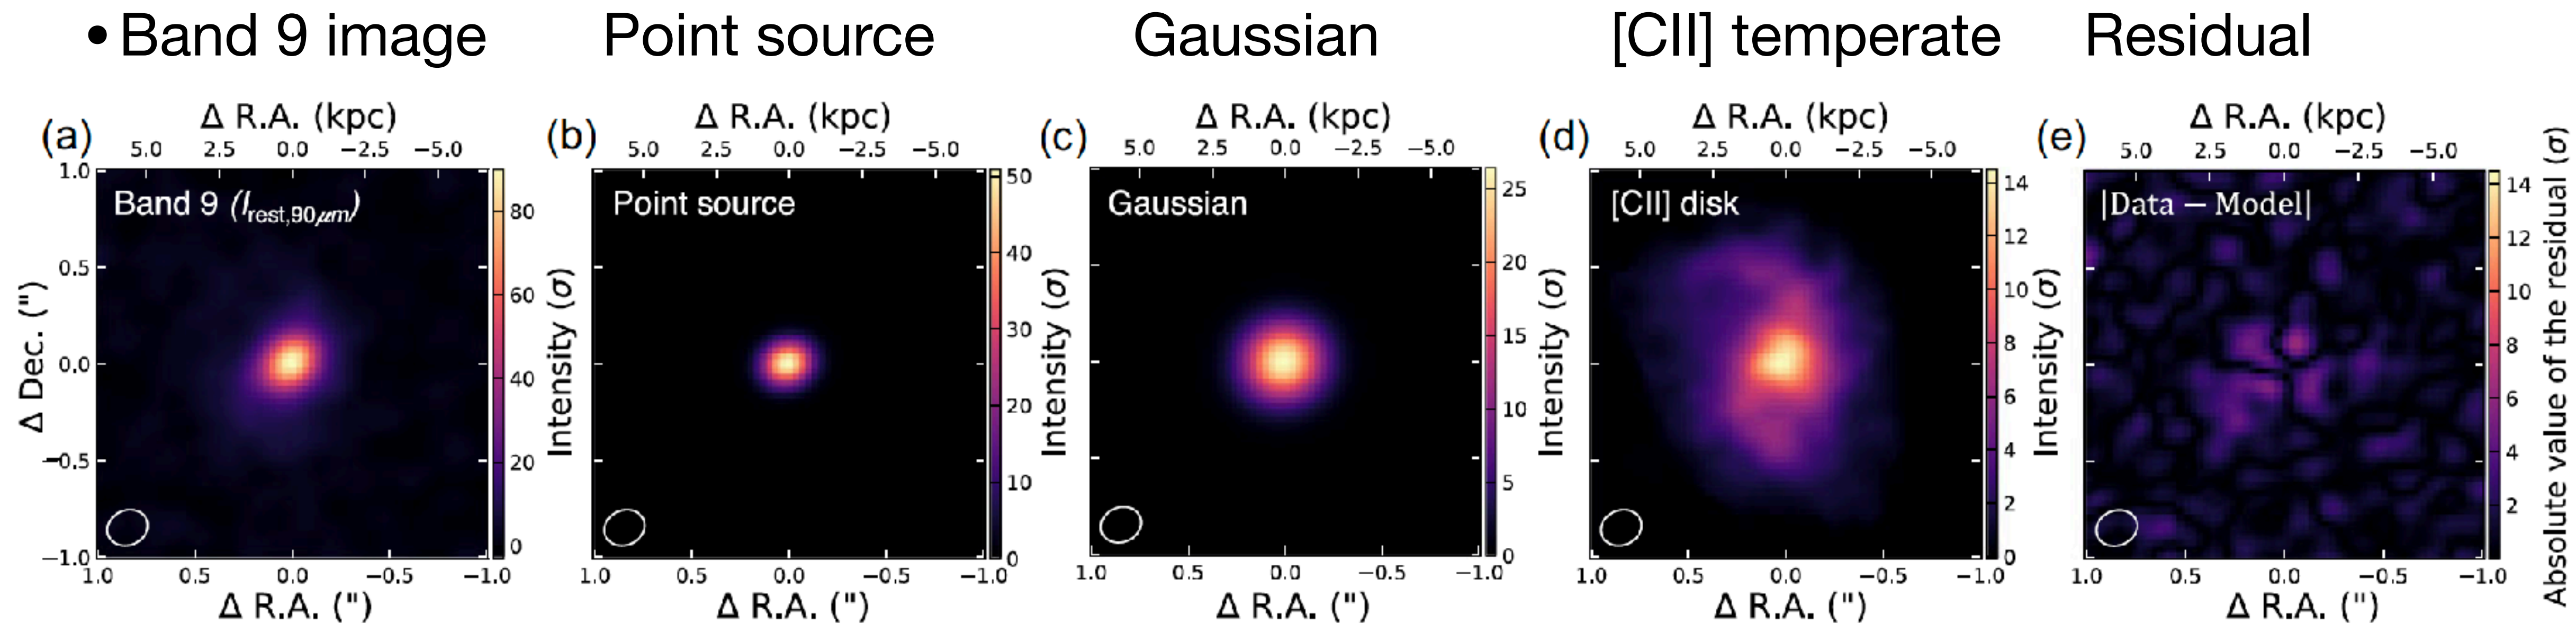 • Band 9 image Point source Gaussian [CII] temperate Residual
(a) Δ R.A. (kpc) (b) Δ R.A. (kpc) (c) Δ R.A. (kpc) (d) Δ R.A. (kpc) (e) Δ R.A. (kpc)
5.0 2.5 0.0 −2.5 −5.0 5.0 2.5 0.0 −2.5 −5.0 5.0 2.5 0.0 −2.5 −5.0 5.0 2.5 0.0 −2.5 −5.0 5.0 2.5 0.0 −2.5 −5.0
Band 9 (I_rest,90μm)
Δ Dec. (")
1.0
0.5
0.0
−0.5
−1.0
1.0 0.5 0.0 −0.5 −1.0
Δ R.A. (")
80
60
40
20
0
Intensity (σ)
Point source
1.0 0.5 0.0 −0.5 −1.0
Δ R.A. (")
50
40
30
20
10
0
Intensity (σ)
Gaussian
1.0 0.5 0.0 −0.5 −1.0
Δ R.A. (")
25
20
15
10
5
0
Intensity (σ)
[CII] disk
1.0 0.5 0.0 −0.5 −1.0
Δ R.A. (")
14
12
10
8
6
4
2
0
Intensity (σ)
|Data − Model|
1.0 0.5 0.0 −0.5 −1.0
Δ R.A. (")
14
12
10
8
6
4
2
Absolute value of the residual (σ)